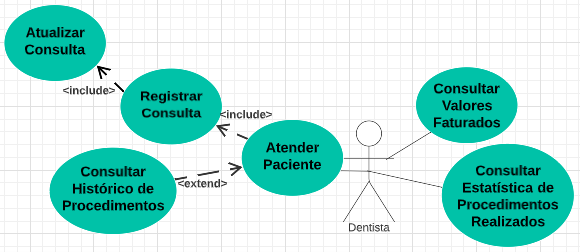 Atualizar
Consulta
<include>
Registrar
Consulta
<include>
Atender
Paciente
Consultar
Histórico de
Procedimentos
<extend>
Consultar
Valores
Faturados
Consultar
Estatística de
Procedimentos
Realizados
Dentista